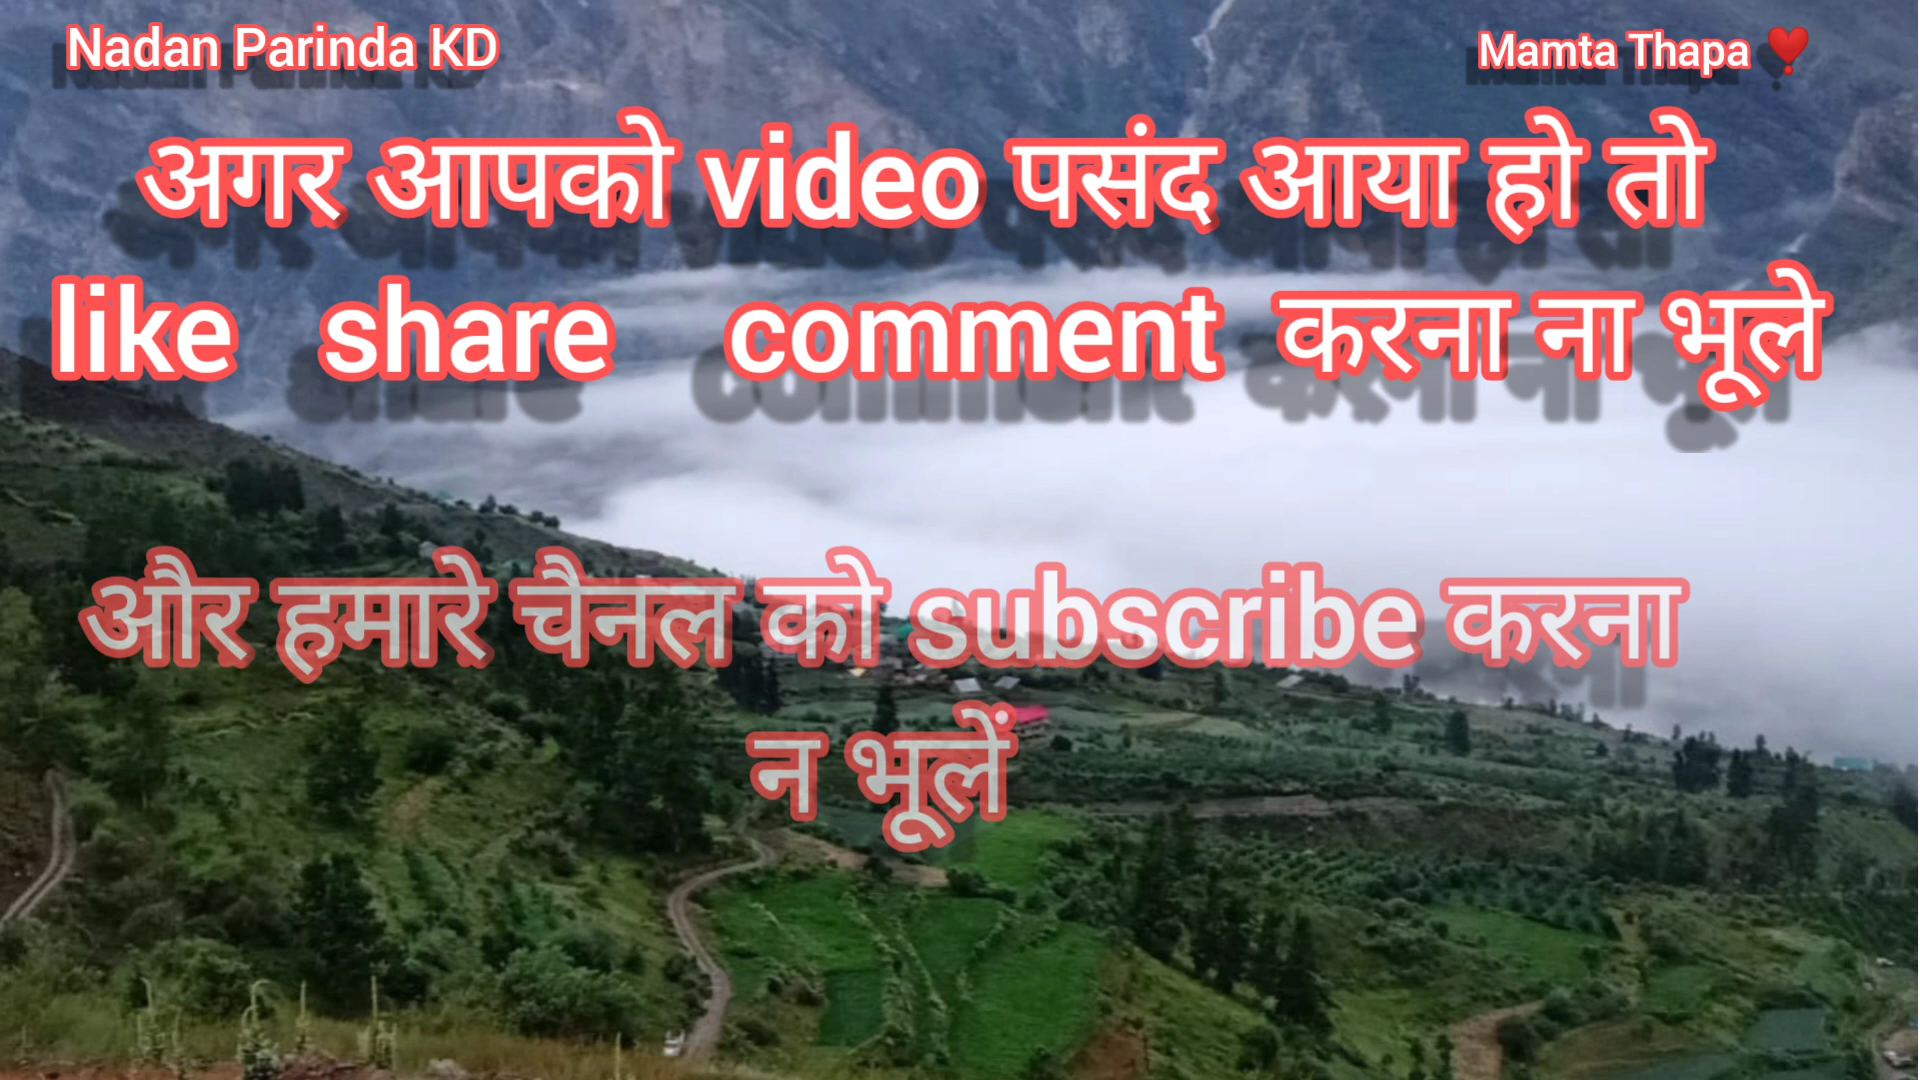 Nadan Parinda KD
Mamta Thapa ❣️
अगर आपको video पसंद आया हो तो
like share comment करना ना भूले
और हमारे चैनल को subscribe करना
न भूलें